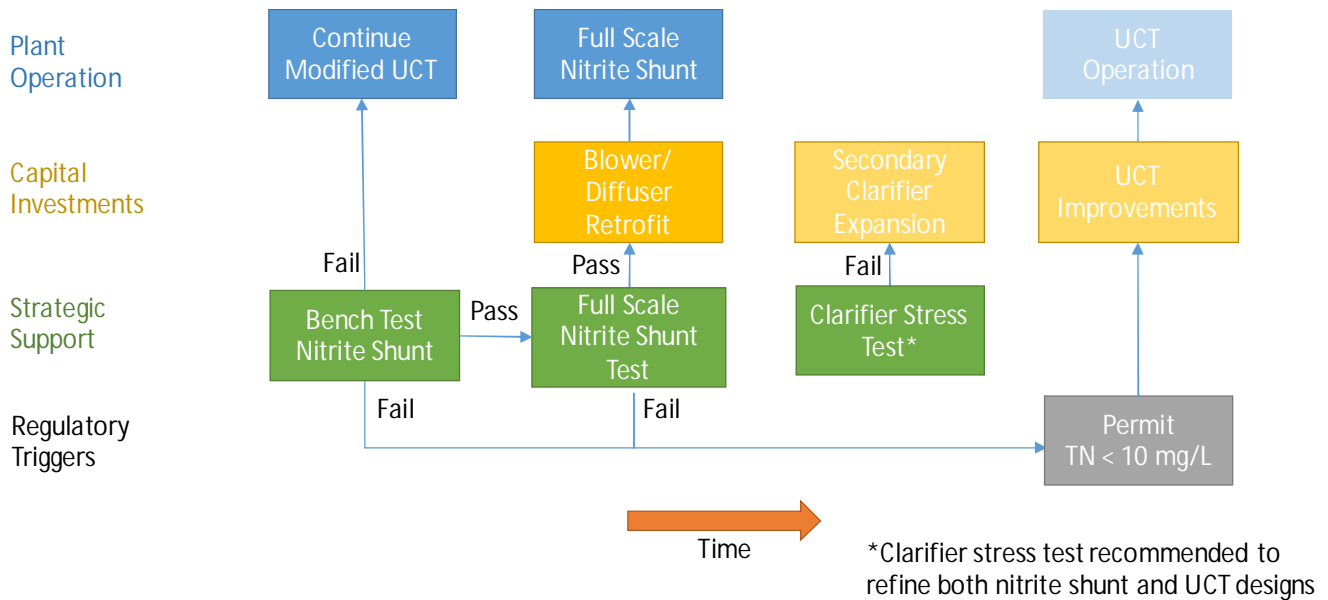 Plant
Operation
Continue
Modified UCT
Full Scale
Nitrite Shunt
UCT
Operation
Capital
Investments
Blower/
Diffuser
Retrofit
Secondary
Clarifier
Expansion
UCT
Improvements
Fail
Pass
Fail
Strategic
Support
Bench Test
Nitrite Shunt
Pass
Full Scale
Nitrite Shunt
Test
Clarifier Stress
Test*
Fail
Fail
Regulatory
Triggers
Permit
TN < 10 mg/L
Time
*Clarifier stress test recommended to
refine both nitrite shunt and UCT designs